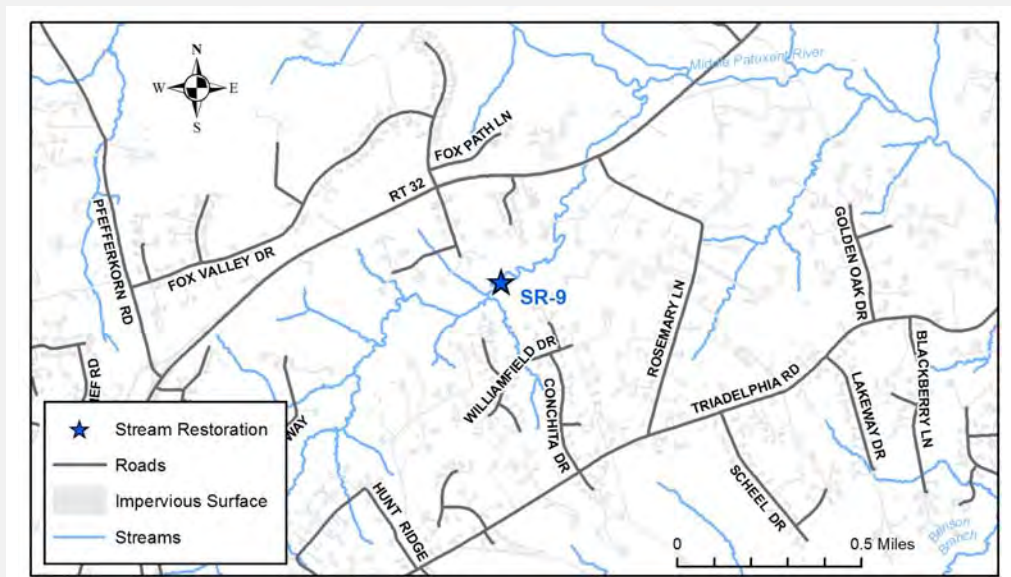 N
W E
S
Middle Patuxent River
FOX PATH LN
RT 32
PFEFFERKORN RD
FOX VALLEY DR
GOLDEN OAK DR
SR-9
ROSEMARY LN
WILLIAMFIELD DR
CONCHITA DR
TRIADELPHIA RD
BLACKBERRY LN
LAKEWAY DR
SCHEEL DR
HUNT RIDGE
WAY
Stream Restoration
Roads
Impervious Surface
Streams
0 0.5 Miles
Branch